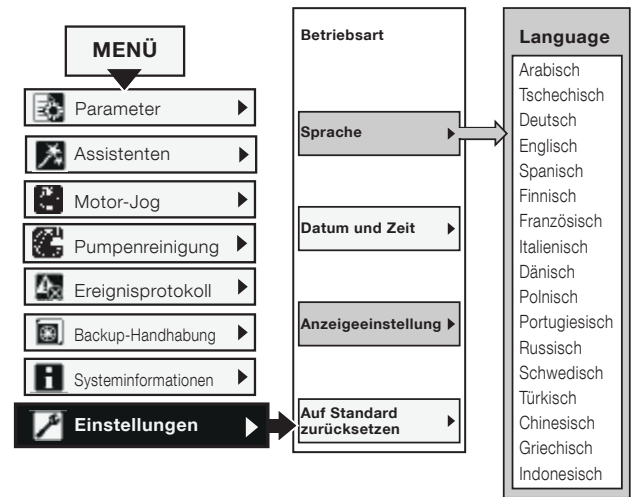 MENÜ
Parameter
Assistenten
Motor-Jog
Pumpenreinigung
Ereignisprotokoll
Backup-Handhabung
Systeminformationen
Einstellungen
Betriebsart
Sprache
Datum und Zeit
Anzeigeeinstellung
Auf Standard
zurücksetzen
Language
Arabisch
Tschechisch
Deutsch
Englisch
Spanisch
Finnisch
Französisch
Italienisch
Dänisch
Polnisch
Portugiesisch
Russisch
Schwedisch
Türkisch
Chinesisch
Griechisch
Indonesisch